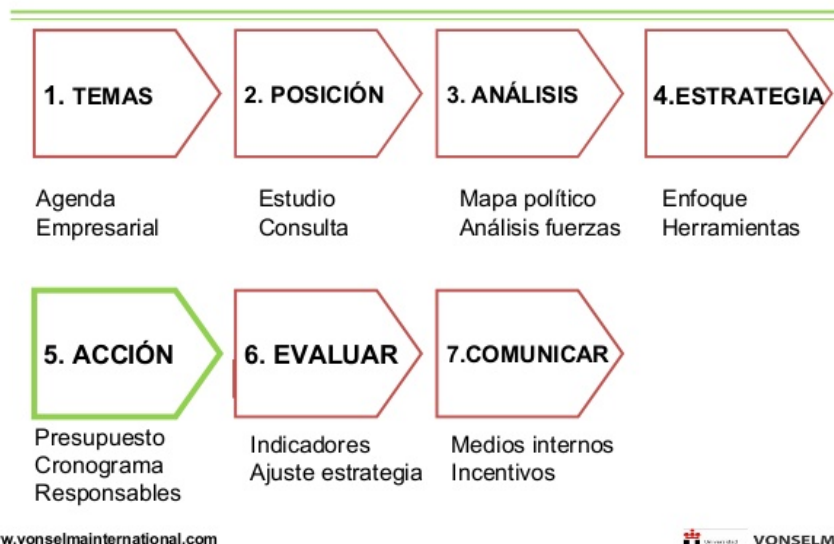 1. TEMAS
2. POSICIÓN
3. ANÁLISIS
4.ESTRATEGIA
Agenda
Empresarial
Estudio
Consulta
Mapa político
Análisis fuerzas
Enfoque
Herramientas
5. ACCIÓN
6. EVALUAR
7.COMUNICAR
Presupuesto
Cronograma
Responsables
Indicadores
Ajuste estrategia
Medios internos
Incentivos
w.vonselmainternational.com
Universidad
VONSELM